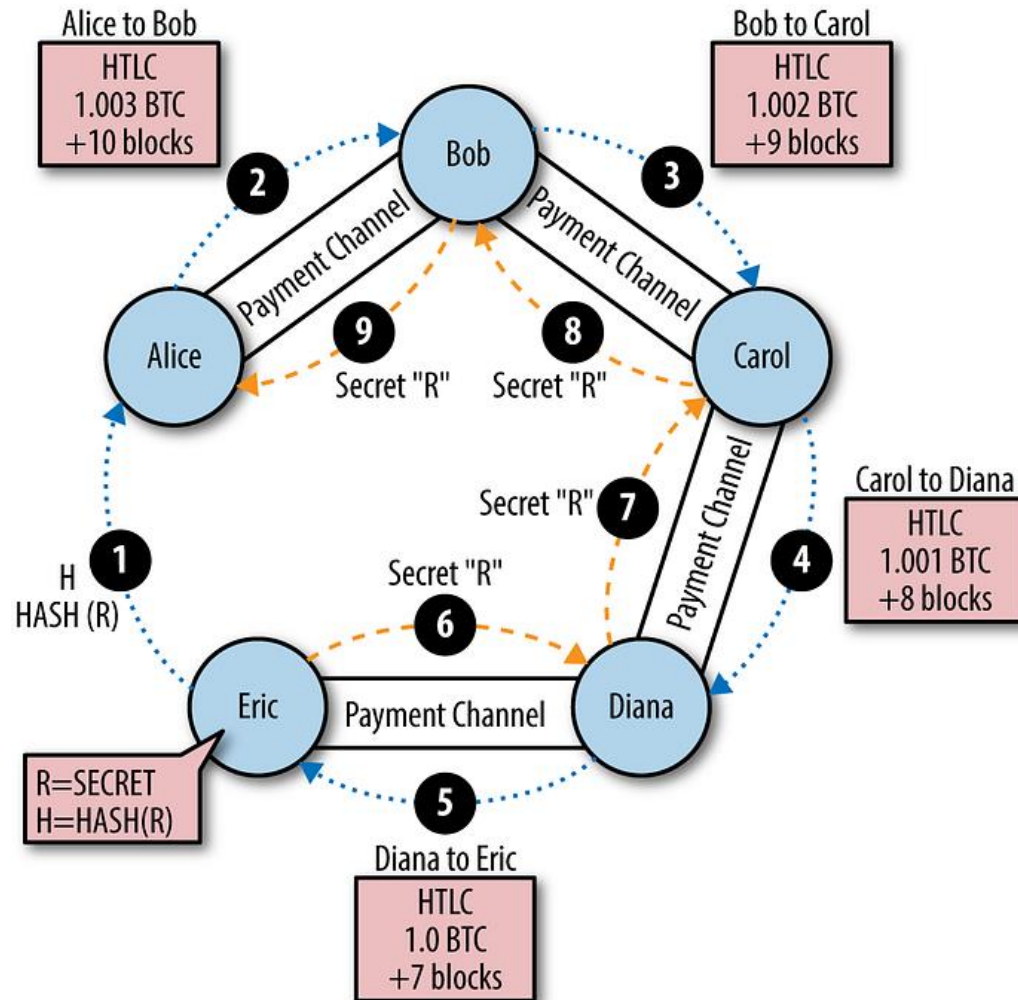 Alice to Bob
HTLC
1.003 BTC
+10 blocks
Bob to Carol
HTLC
1.002 BTC
+9 blocks
Bob
2
3
Payment Channel
Payment Channel
Alice
9
8
Carol
Secret "R"
Secret "R"
Secret "R"
7
Payment Channel
Carol to Diana
HTLC
1.001 BTC
+8 blocks
4
1
H
HASH (R)
Secret "R"
6
Eric
Payment Channel
Diana
R=SECRET
H=HASH(R)
5
Diana to Eric
HTLC
1.0 BTC
+7 blocks